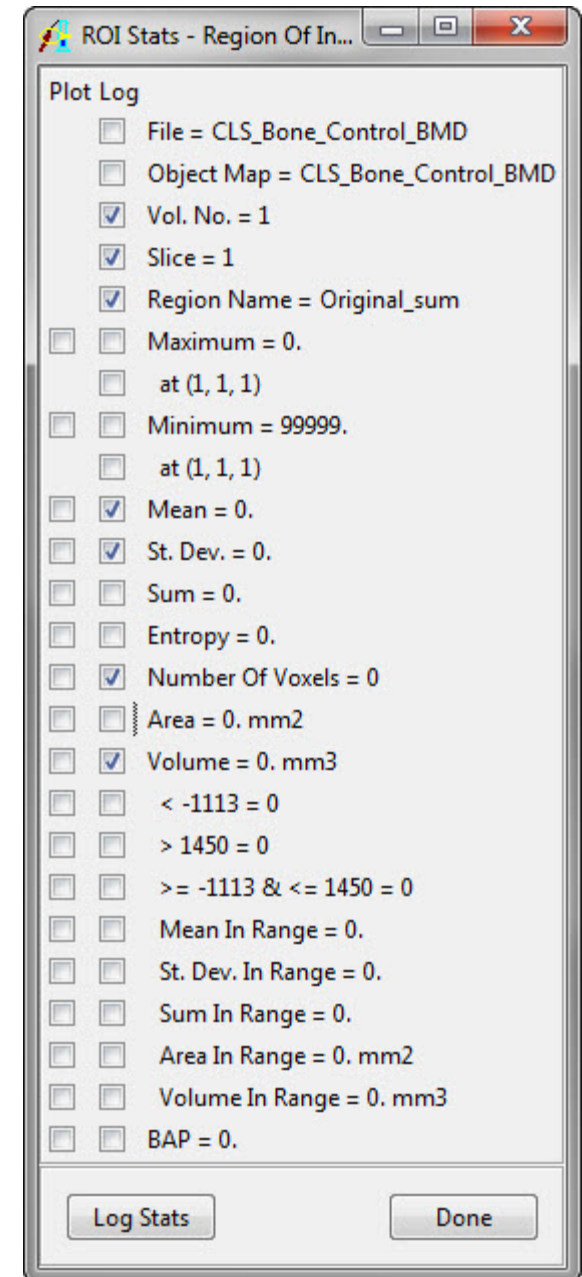 ROI Stats - Region Of In...
Plot Log
File = CLS_Bone_Control_BMD
Object Map = CLS_Bone_Control_BMD
Vol. No. = 1
Slice = 1
Region Name = Original_sum
Maximum = 0.
at (1, 1, 1)
Minimum = 99999.
at (1, 1, 1)
Mean = 0.
St. Dev. = 0.
Sum = 0.
Entropy = 0.
Number Of Voxels = 0
Area = 0. mm2
Volume = 0. mm3
< -1113 = 0
> 1450 = 0
>= -1113 & <= 1450 = 0
Mean In Range = 0.
St. Dev. In Range = 0.
Sum In Range = 0.
Area In Range = 0. mm2
Volume In Range = 0. mm3
BAP = 0.
Log Stats Done